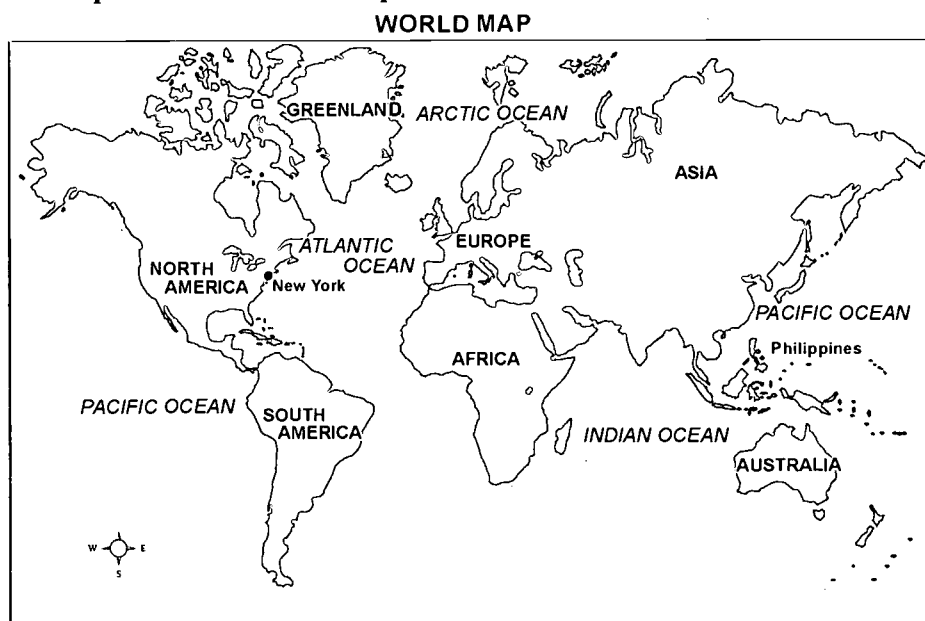 WORLD MAP
GREENLAND
ARCTIC OCEAN
ASIA
ATLANTIC
OCEAN
EUROPE
NORTH
AMERICA
New York
PACIFIC OCEAN
Philippines
AFRICA
PACIFIC OCEAN
SOUTH
AMERICA
INDIAN OCEAN
AUSTRALIA
W
E
S